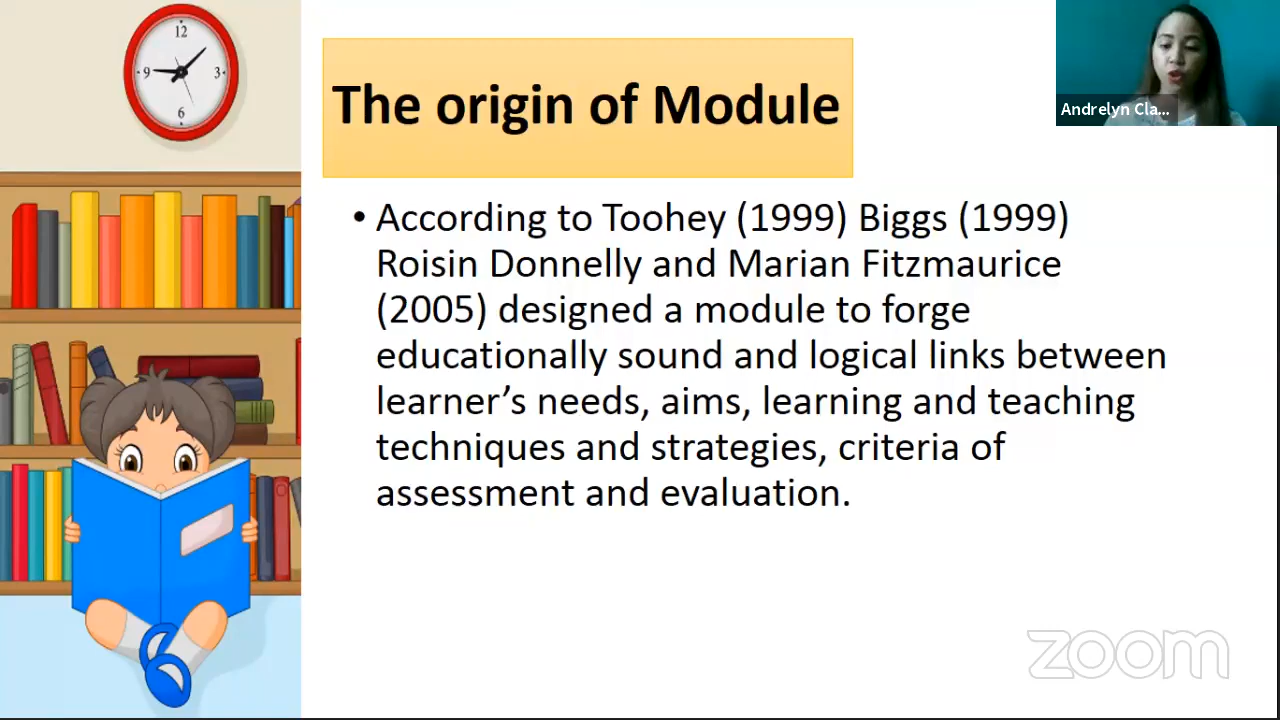 12
9
3
6
The origin of Module
Andrelyn Cla...
• According to Toohey (1999) Biggs (1999)
Roisin Donnelly and Marian Fitzmaurice
(2005) designed a module to forge
educationally sound and logical links between
learner’s needs, aims, learning and teaching
techniques and strategies, criteria of
assessment and evaluation.
zoom